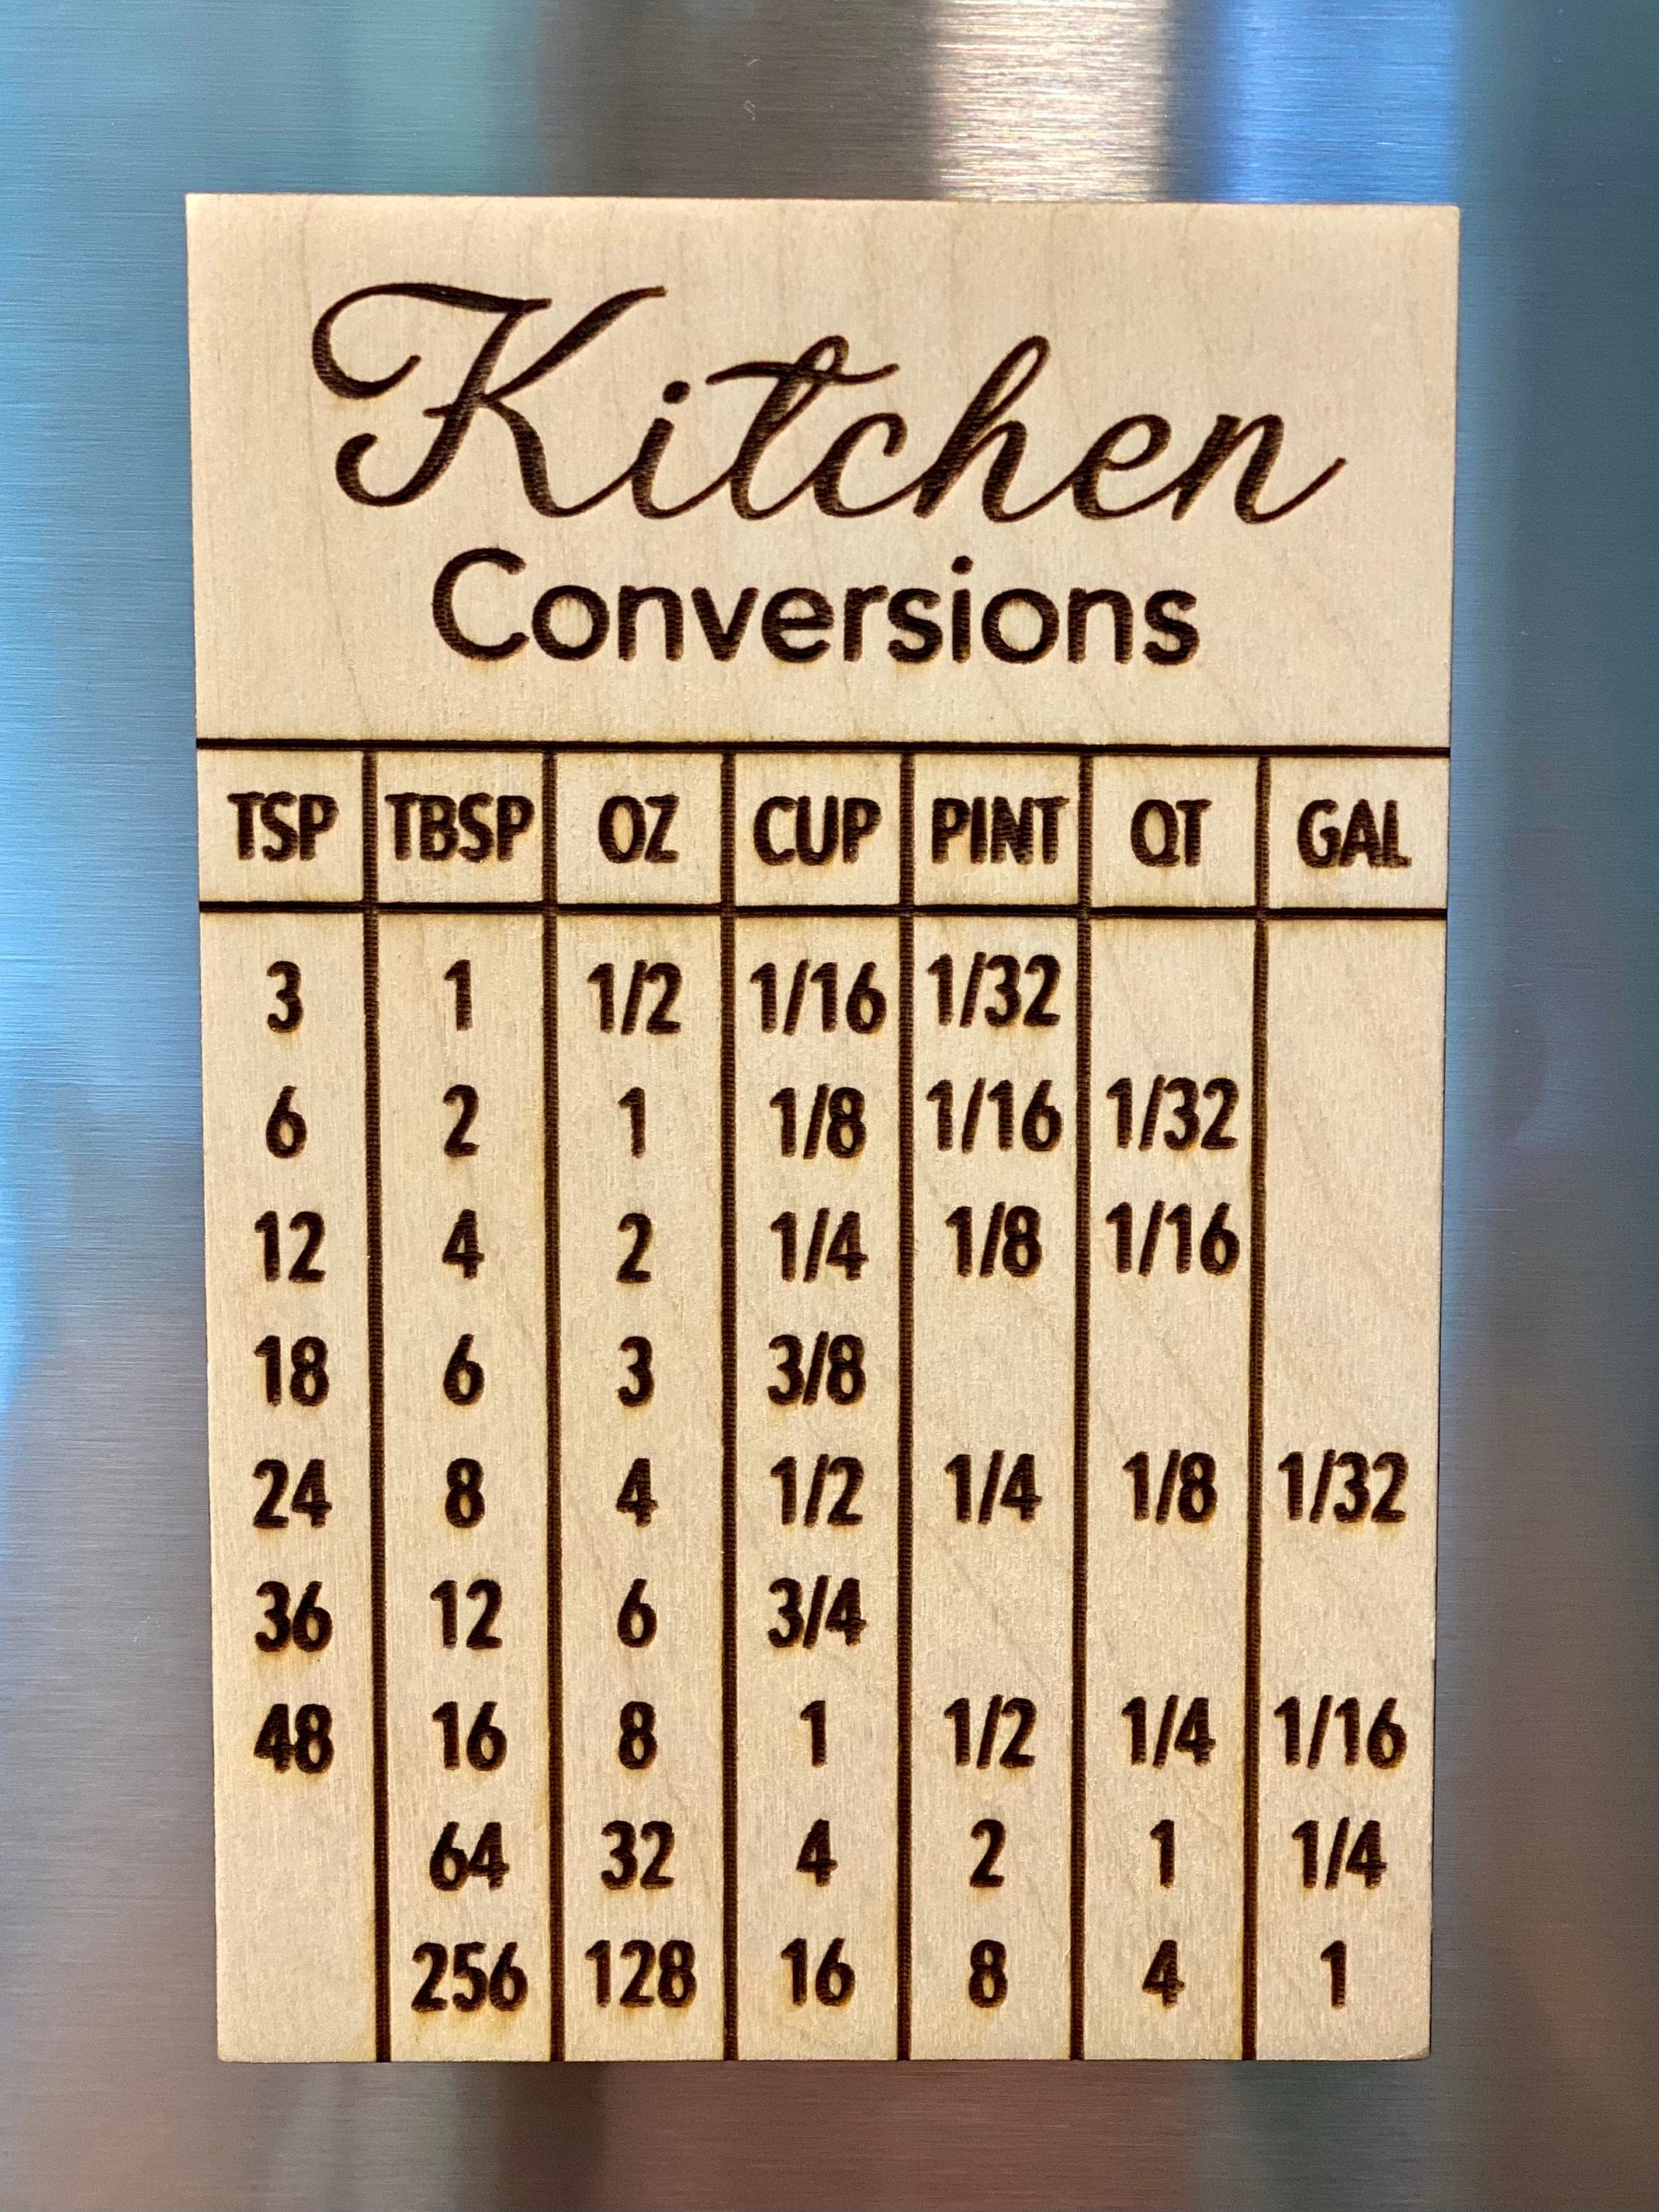 Kitchen
Conversions
TSP TBSP OZ CUP PINT QT GAL
3 1 1/2 1/16 1/32
6 2 1 1/8 1/16 1/32
12 4 2 1/4 1/8 1/16
18 6 3 3/8
24 8 4 1/2 1/4 1/8 1/32
36 12 6 3/4
48 16 8 1 1/2 1/4 1/16
64 32 4 2 1 1/4
256 128 16 8 4 1